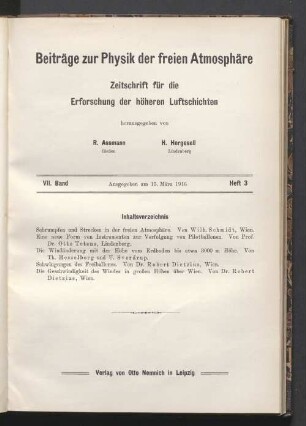 Beiträge zur Physik der freien Atmosphäre
Zeitschrift für die
Erforschung der höheren Luftschichten
herausgegeben von
R. Assmann H. Hergesell
Gießen Lindenberg
VII. Band Ausgegeben am 15. März 1916 Heft 3
Inhaltsverzeichnis
Schrumpfen und Strecken in der freien Atmosphäre. Von Wilh. Schmidt, Wien.
Eine neue Form von Instrumenten zur Verfolgung von Pilotballonen. Von Prof.
Dr. Otto Tetens, Lindenberg.
Die Windänderung mit der Höhe vom Erdboden bis etwa 3000 m Höhe. Von
Th. Hesselberg und U. Sverdrup.
Schwingungen des Freiballones. Von Dr. Robert Dietzius, Wien.
Die Geschwindigkeit des Windes in großen Höhen über Wien. Von Dr. Robert
Dietzius, Wien.
Verlag von Otto Nemnich in Leipzig